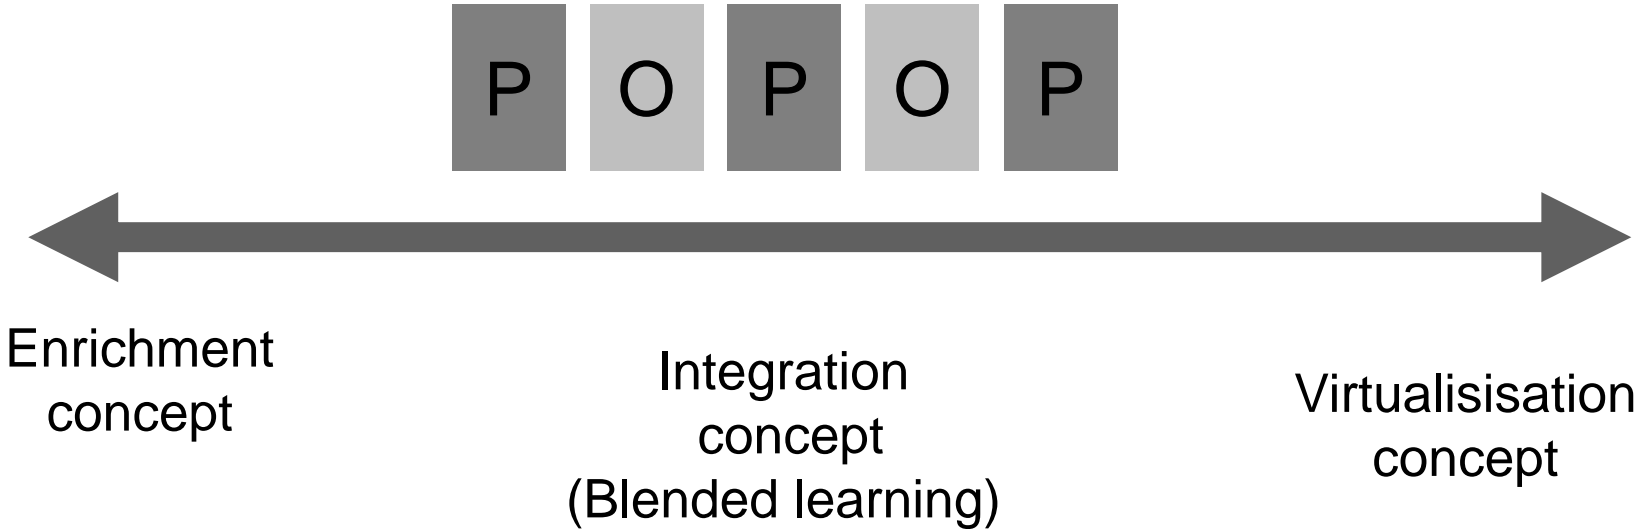 P O P O P
Enrichment
concept
Integration
concept
(Blended learning)
Virtualisisation
concept